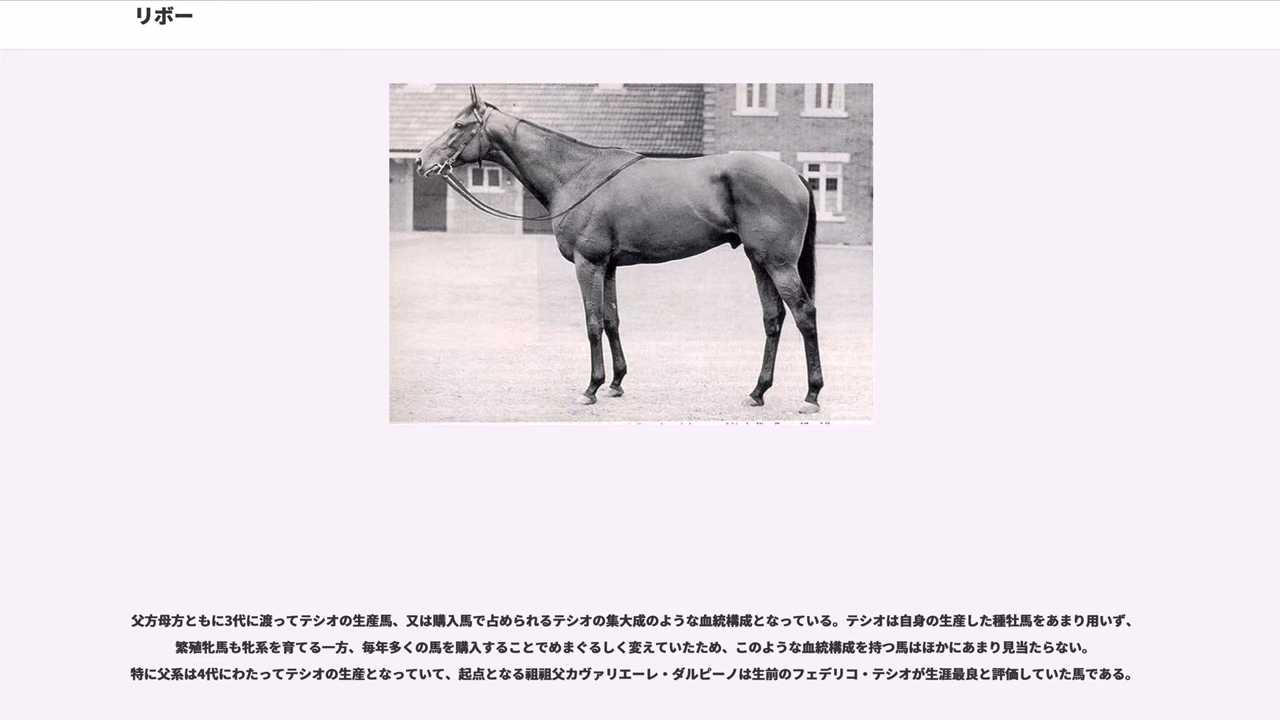 リボー
父方母方ともに3代に渡ってテシオの生産馬、又は購入馬で占められるテシオの集大成のような血統構成となっている。テシオは自身の生産した種牡馬をあまり用いず、
繁殖牝馬も牝系を育てる一方、毎年多くの馬を購入することでめまぐるしく変えていたため、このような血統構成を持つ馬はほかにあまり見当たらない。
特に父系は4代にわたってテシオの生産となっていて、起点となる祖祖父カヴァリエーレ・ダルピーノは生前のフェデリコ・テシオが生涯最良と評価していた馬である。